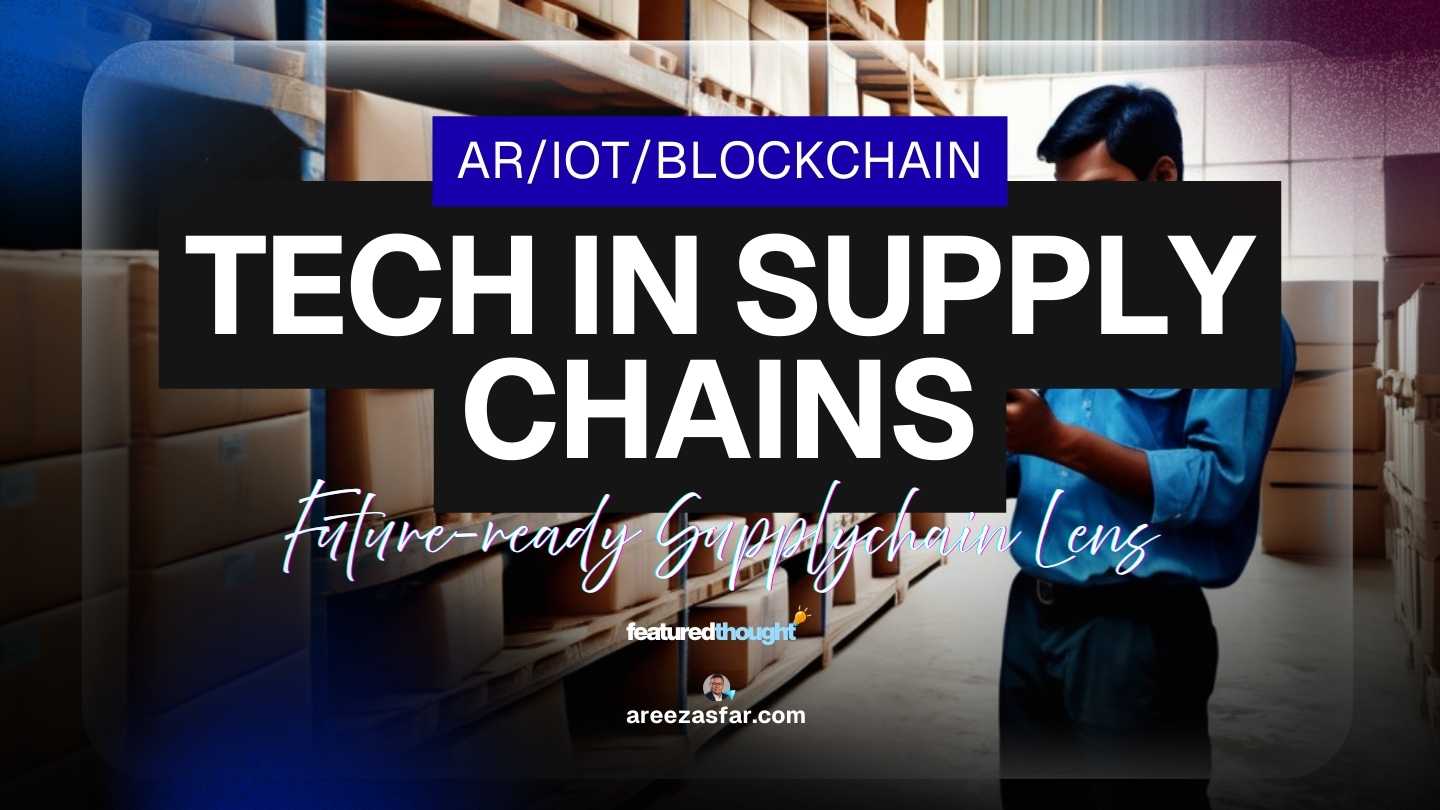 AR/IOT/BLOCKCHAIN
TECH IN SUPPLY
CHAINS
Future-ready Supplychain Lens
featuredthought
areezasfar.com